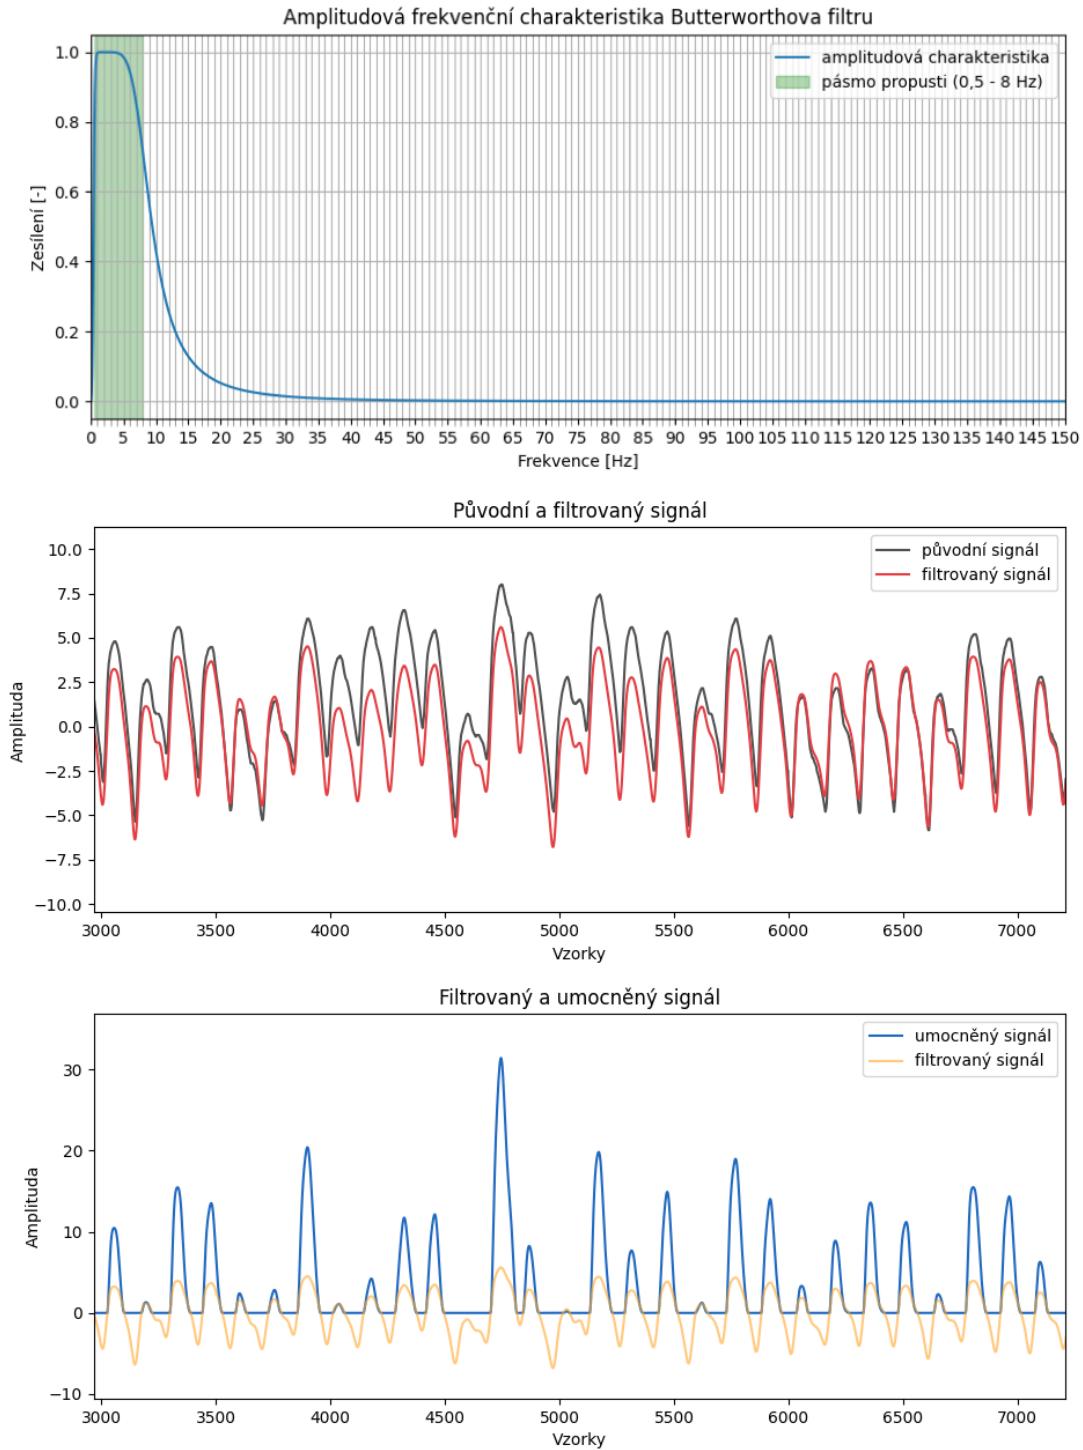 Amplitudová frekvenční charakteristika Butterworthova filtru
amplitudová charakteristika
pásmo propusti (0,5 - 8 Hz)
1.0
0.8
0.6
0.4
0.2
0.0
Zesílení [-]
0 5 10 15 20 25 30 35 40 45 50 55 60 65 70 75 80 85 90 95 100 105 110 115 120 125 130 135 140 145 150
Frekvence [Hz]
Původní a filtrovaný signál
původní signál
filtrovaný signál
10.0
7.5
5.0
2.5
0.0
−2.5
−5.0
−7.5
−10.0
Amplituda
3000 3500 4000 4500 5000 5500 6000 6500 7000
Vzorky
Filtrovaný a umocněný signál
umocněný signál
filtrovaný signál
30
20
10
0
−10
Amplituda
3000 3500 4000 4500 5000 5500 6000 6500 7000
Vzorky